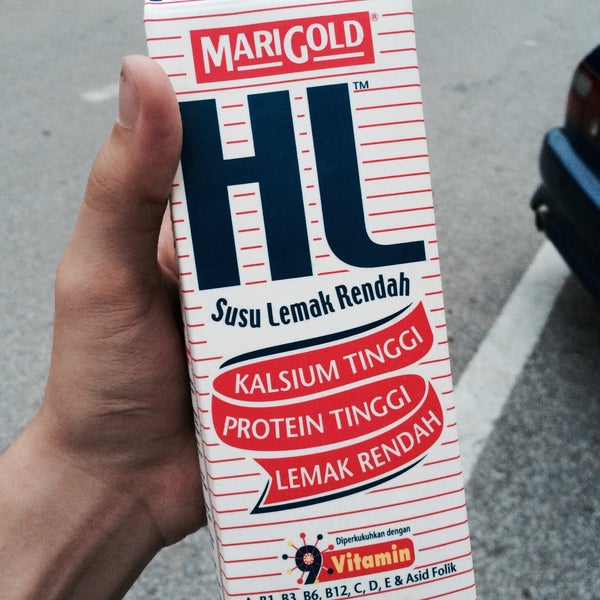 MARIGOLD®
HL™
Susu Lemak Rendah
KALSIUM TINGGI
PROTEIN TINGGI
LEMAK RENDAH
Diperkukuhkan dengan
9 Vitamin
A, B1, B3, B6, B12, C, D, E & Asid Folik